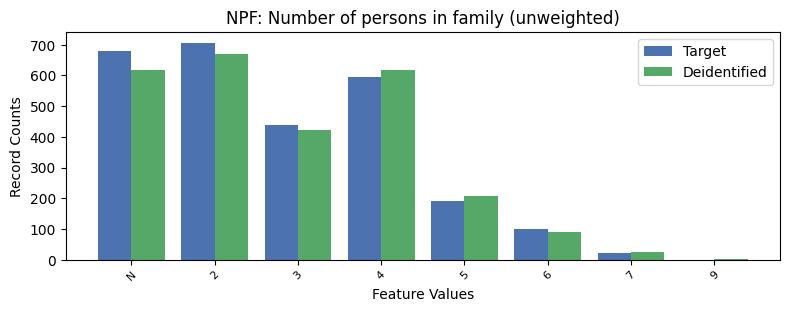 NPF: Number of persons in family (unweighted)
Target
Deidentified
Record Counts
700
600
500
400
300
200
100
0
N 2 3 4 5 6 7 9
Feature Values